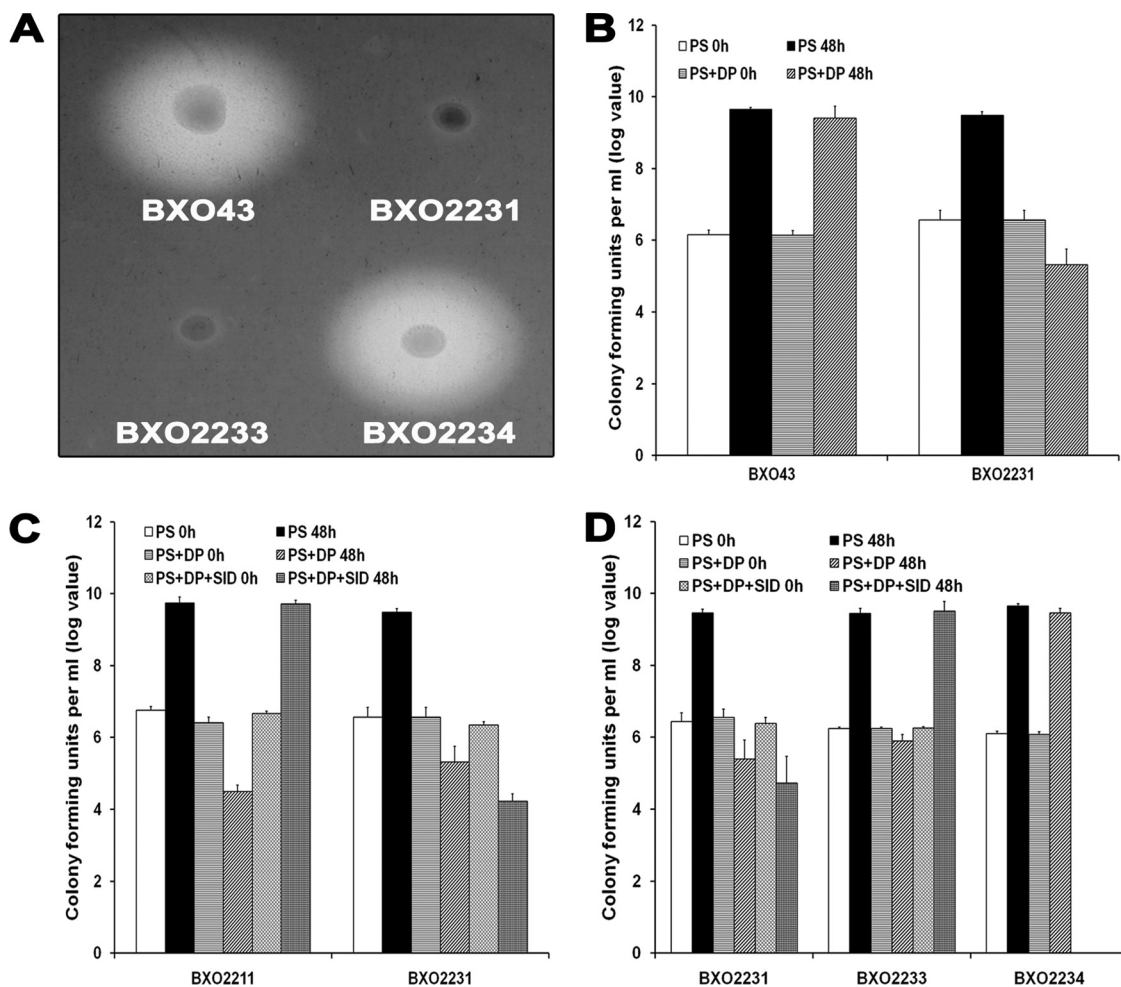 A
BXO43
BXO2231
BXO2233
BXO2234
B
Colony forming units per ml (log value)
12
10
8
6
4
2
0
PS 0h
PS 48h
PS+DP 0h
PS+DP 48h
BXO43
BXO2231
C
Colony forming units per ml (log value)
12
10
8
6
4
2
0
PS 0h
PS 48h
PS+DP 0h
PS+DP 48h
PS+DP+SID 0h
PS+DP+SID 48h
BXO2211
BXO2231
D
Colony forming units per ml (log value)
12
10
8
6
4
2
0
PS 0h
PS 48h
PS+DP 0h
PS+DP 48h
PS+DP+SID 0h
PS+DP+SID 48h
BXO2231
BXO2233
BXO2234